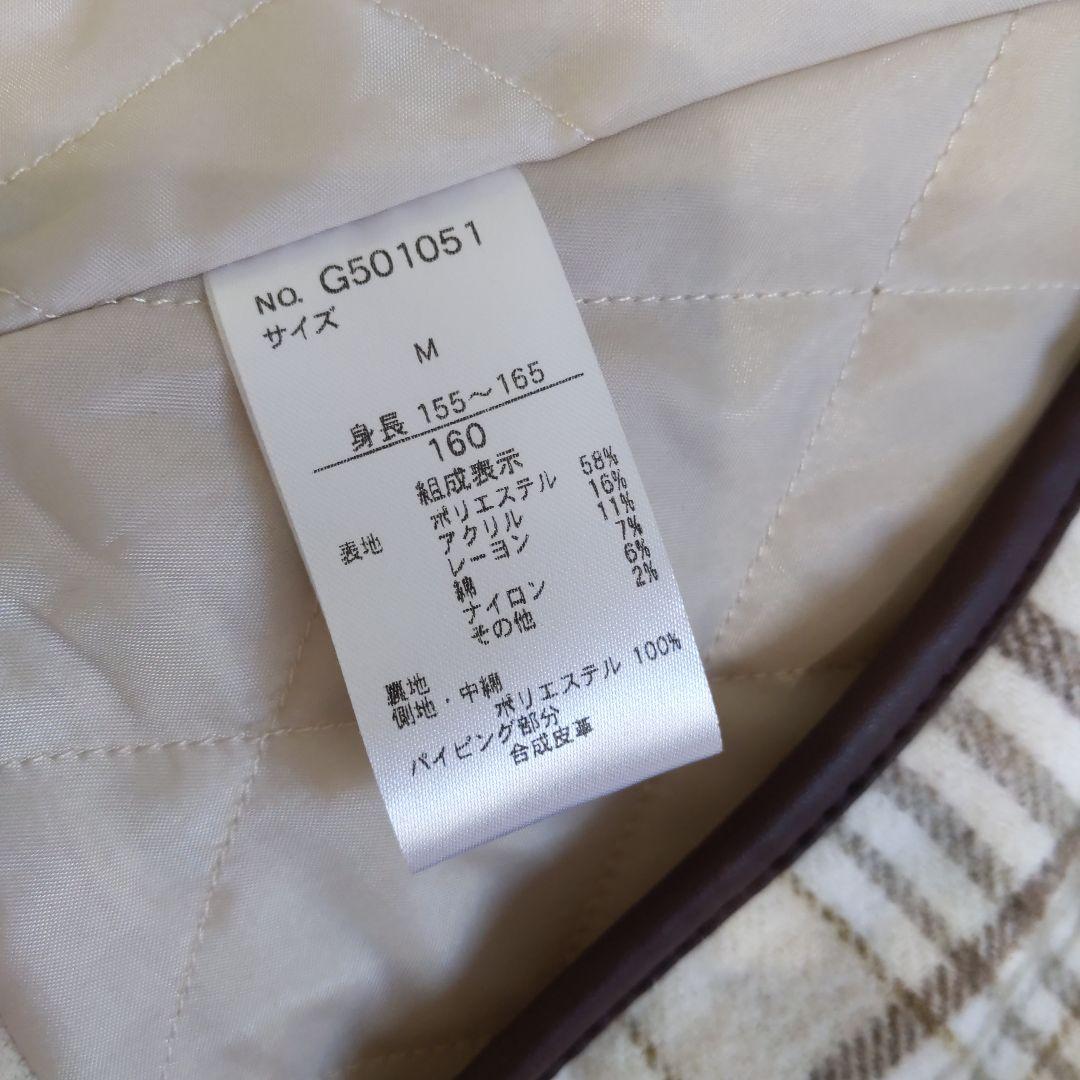 NO. G501051
サイズ
M
身長 155～165
160
組成表示
表地 ポリエステル 58%
アクリル 16%
レーヨン 11%
綿 7%
ナイロン 6%
その他 2%
裏地
側地・中綿
ポリエステル 100%
パイピング部分
合成皮革